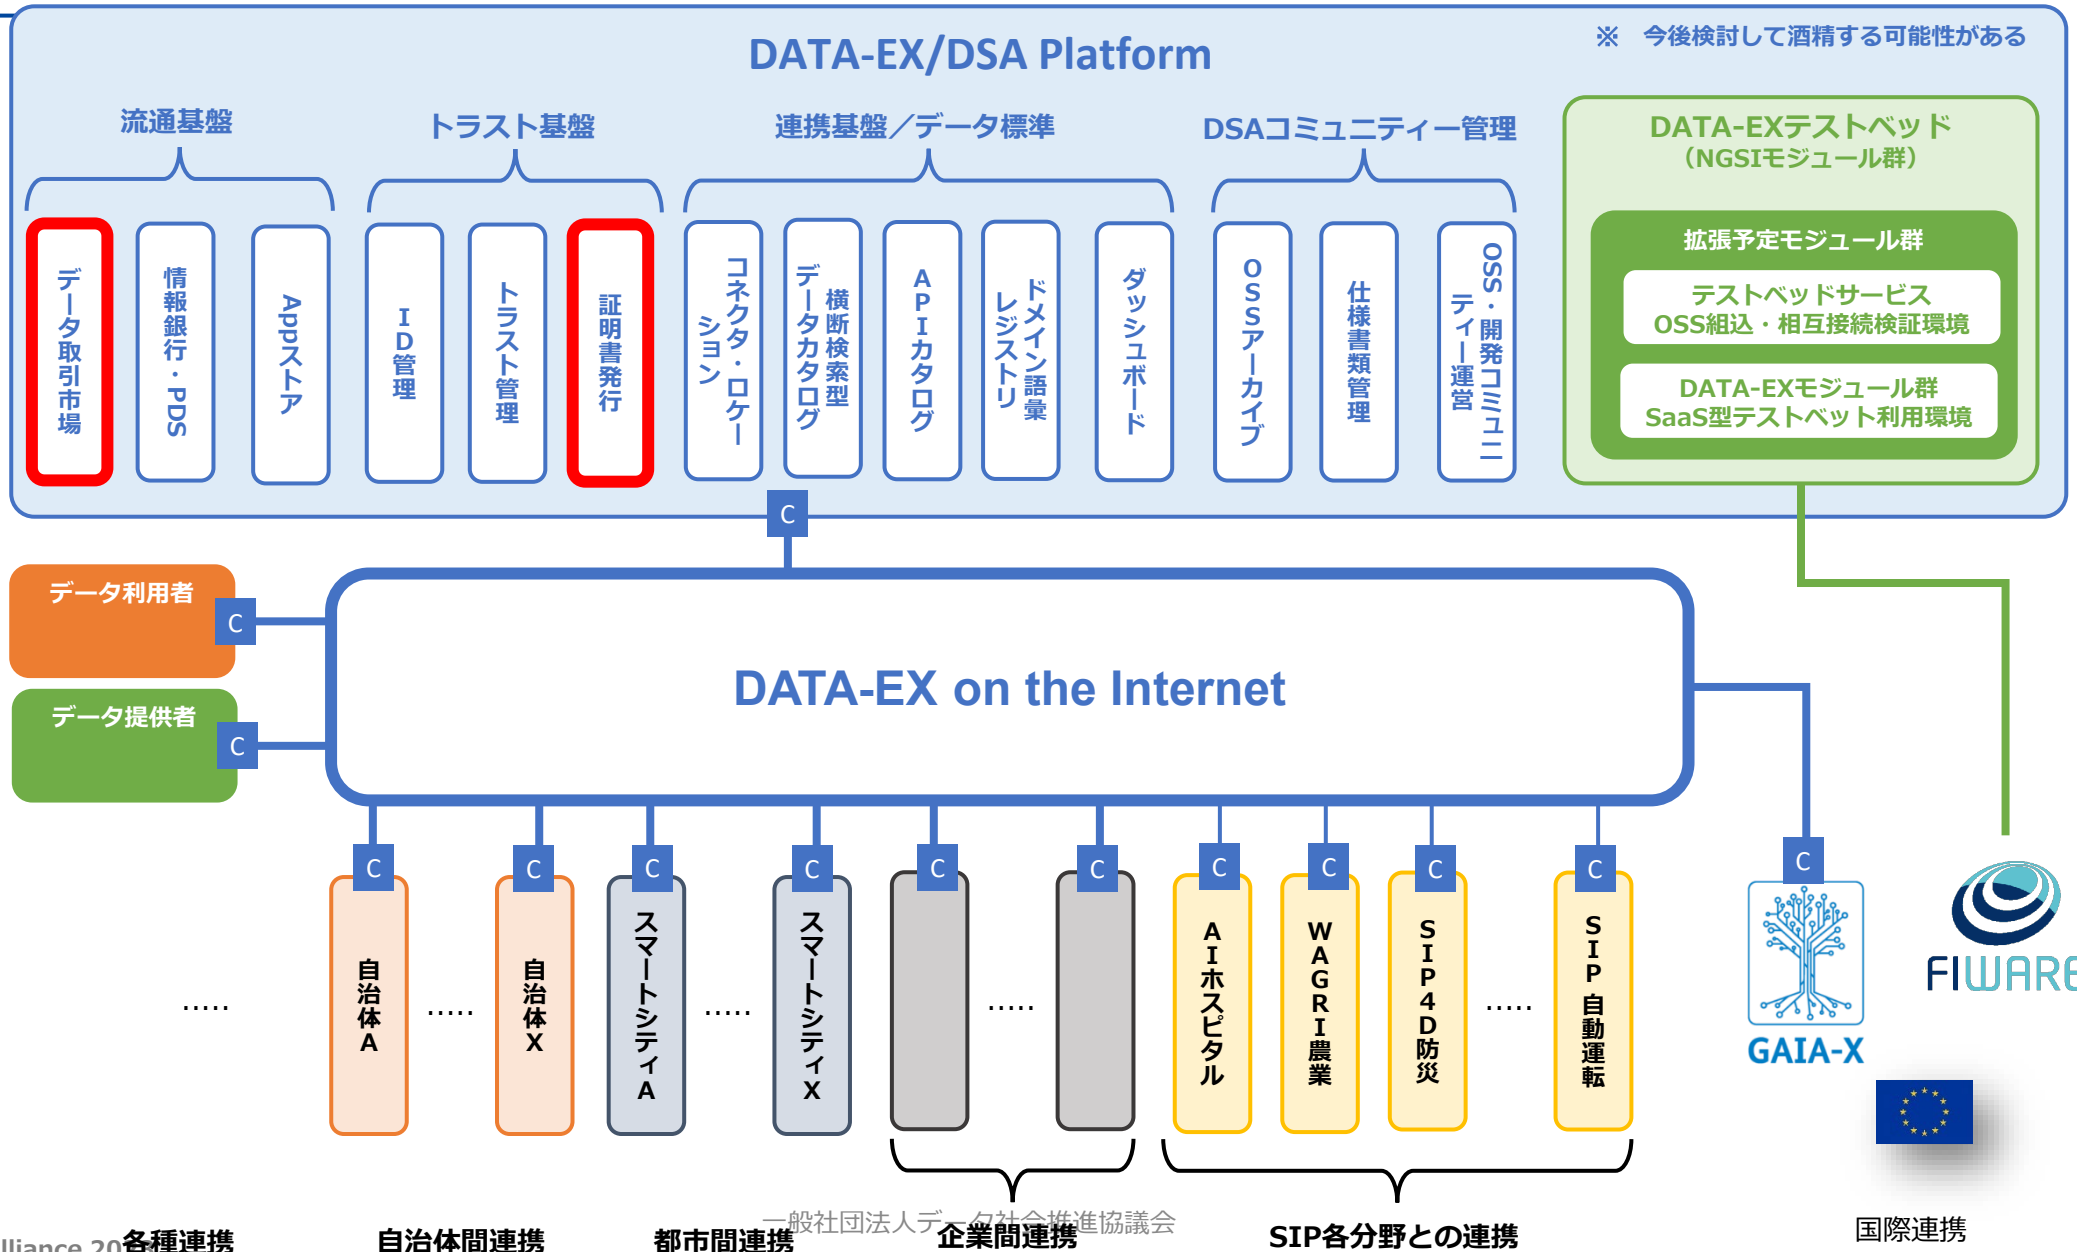 DATA-EX/DSA Platform
※ 今後検討して酒精する可能性がある
流通基盤
トラスト基盤
連携基盤／データ標準
DSAコミュニティー管理
DATA-EXテストベッド
（NGSIモジュール群）
データ取引市場
情報銀行・PDS
Appストア
ID管理
トラスト管理
証明書発行
コネクタ・ロケー
ション
横断検索型
データカタログ
APIカタログ
ドメイン語彙
レジストリ
ダッシュボード
OSSアーカイブ
仕様書類管理
OSS・開発コミュニ
ティー運営
拡張予定モジュール群
テストベッドサービス
OSS組込・相互接続検証環境
DATA-EXモジュール群
SaaS型テストベット利用環境
C
データ利用者
C
データ提供者
C
DATA-EX on the Internet
C
C
C
C
C
C
C
C
C
C
C
.....
自治体A
.....
自治体X
スマートシティA
.....
スマートシティX
.....
AIホスピタル
WAGRI農業
SIP4D防災
.....
SIP自動運転
GAIA-X
FIWARE
各種連携
自治体間連携
都市間連携
企業間連携
SIP各分野との連携
国際連携
一般社団法人データ社会推進協議会